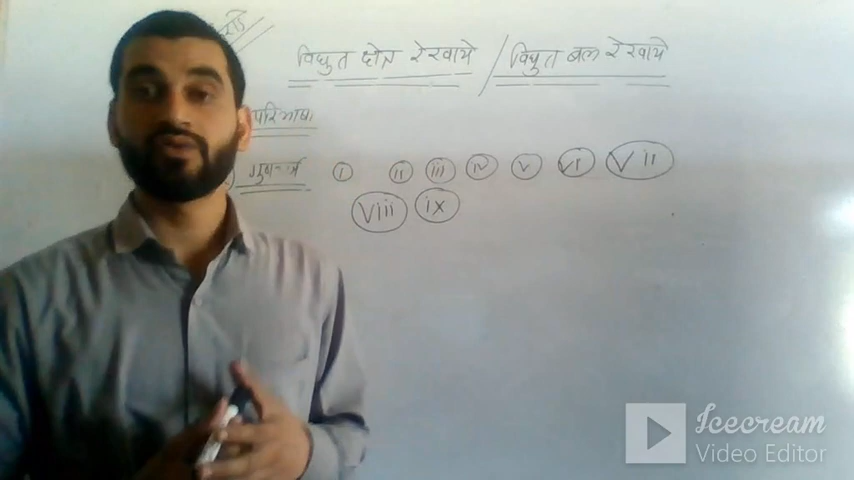 विद्युत क्षेत्र रेखाये / विद्युत बल रेखाये
परिभाषा
गुणधर्म I II III IV V VI VII
VIII IX
Icecream
Video Editor